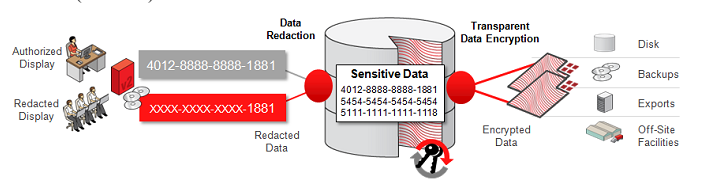 Data
Redaction
Transparent
Data Encryption
Authorized
Display
4012-8888-8888-1881
Redacted
Display
xxxx-xxxx-xxxx-1881
Redacted
Data
Sensitive Data
4012-8888-8888-1881
5454-5454-5454-5454
5111-1111-1111-1118
Encrypted
Data
Disk
Backups
Exports
Off-Site
Facilities